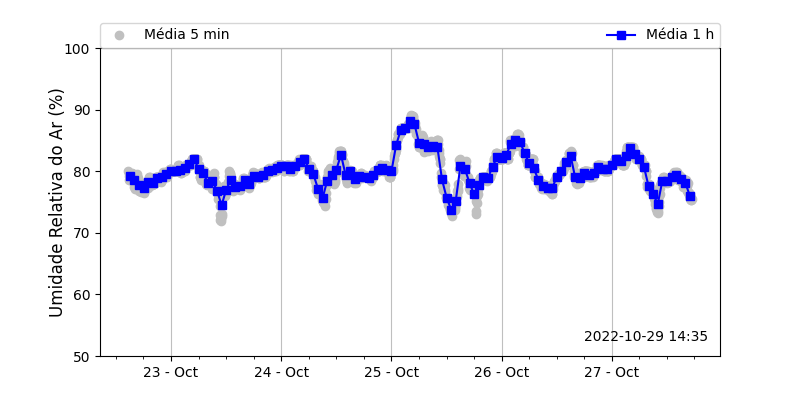 Média 5 min
Média 1 h
Umidade Relativa do Ar (%)
100
90
80
70
60
50
2022-10-29 14:35
23 - Oct
24 - Oct
25 - Oct
26 - Oct
27 - Oct